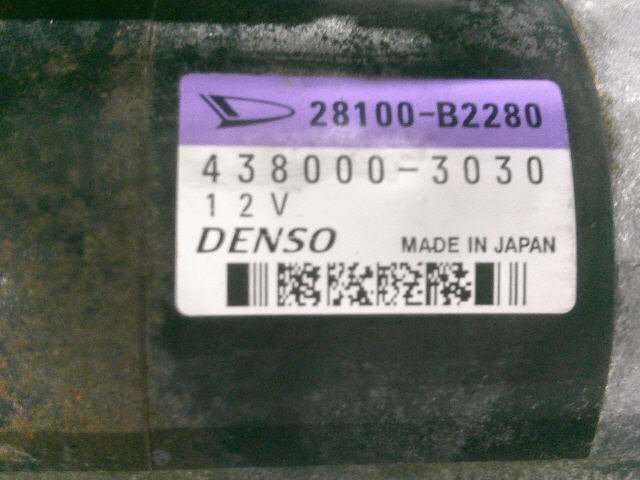 28100-B2280
438000-3030
12V
DENSO MADE IN JAPAN